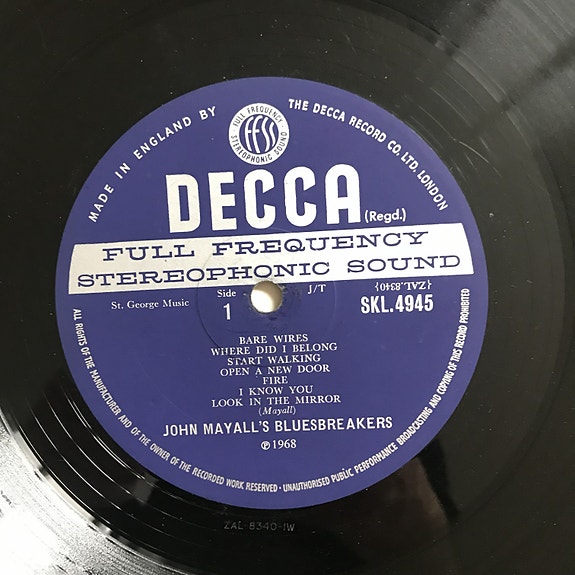 MADE IN ENGLAND BY
THE DECCA RECORD CO. LTD. LONDON
FULL FREQUENCY
FFSS
STEREOPHONIC SOUND
DECCA (Regd.)
FULL FREQUENCY
STEREOPHONIC SOUND
St. George Music
Side
1
J/T
{ZAL.8340}
SKL.4945
BARE WIRES
WHERE DID I BELONG
START WALKING
OPEN A NEW DOOR
FIRE
I KNOW YOU
LOOK IN THE MIRROR
(Mayall)
JOHN MAYALL'S BLUESBREAKERS
℗1968
ALL RIGHTS OF THE MANUFACTURER AND OF THE OWNER OF THE RECORDED WORK RESERVED · UNAUTHORISED PUBLIC PERFORMANCE BROADCASTING AND COPYING OF THIS RECORD PROHIBITED
ZAL-8340-1W